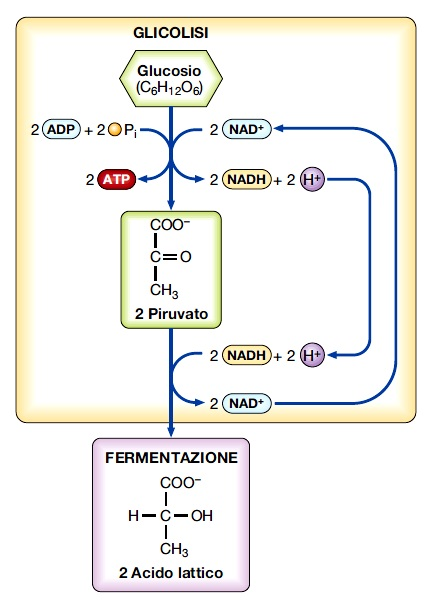 GLICOLISI
Glucosio
(C₆H₁₂O₆)
2 ADP + 2 Pᵢ
2 NAD⁺
2 ATP
2 NADH + 2 H⁺
COO⁻
C=O
CH₃
2 Piruvato
2 NADH + 2 H⁺
2 NAD⁺
FERMENTAZIONE
COO⁻
H—C—OH
CH₃
2 Acido lattico